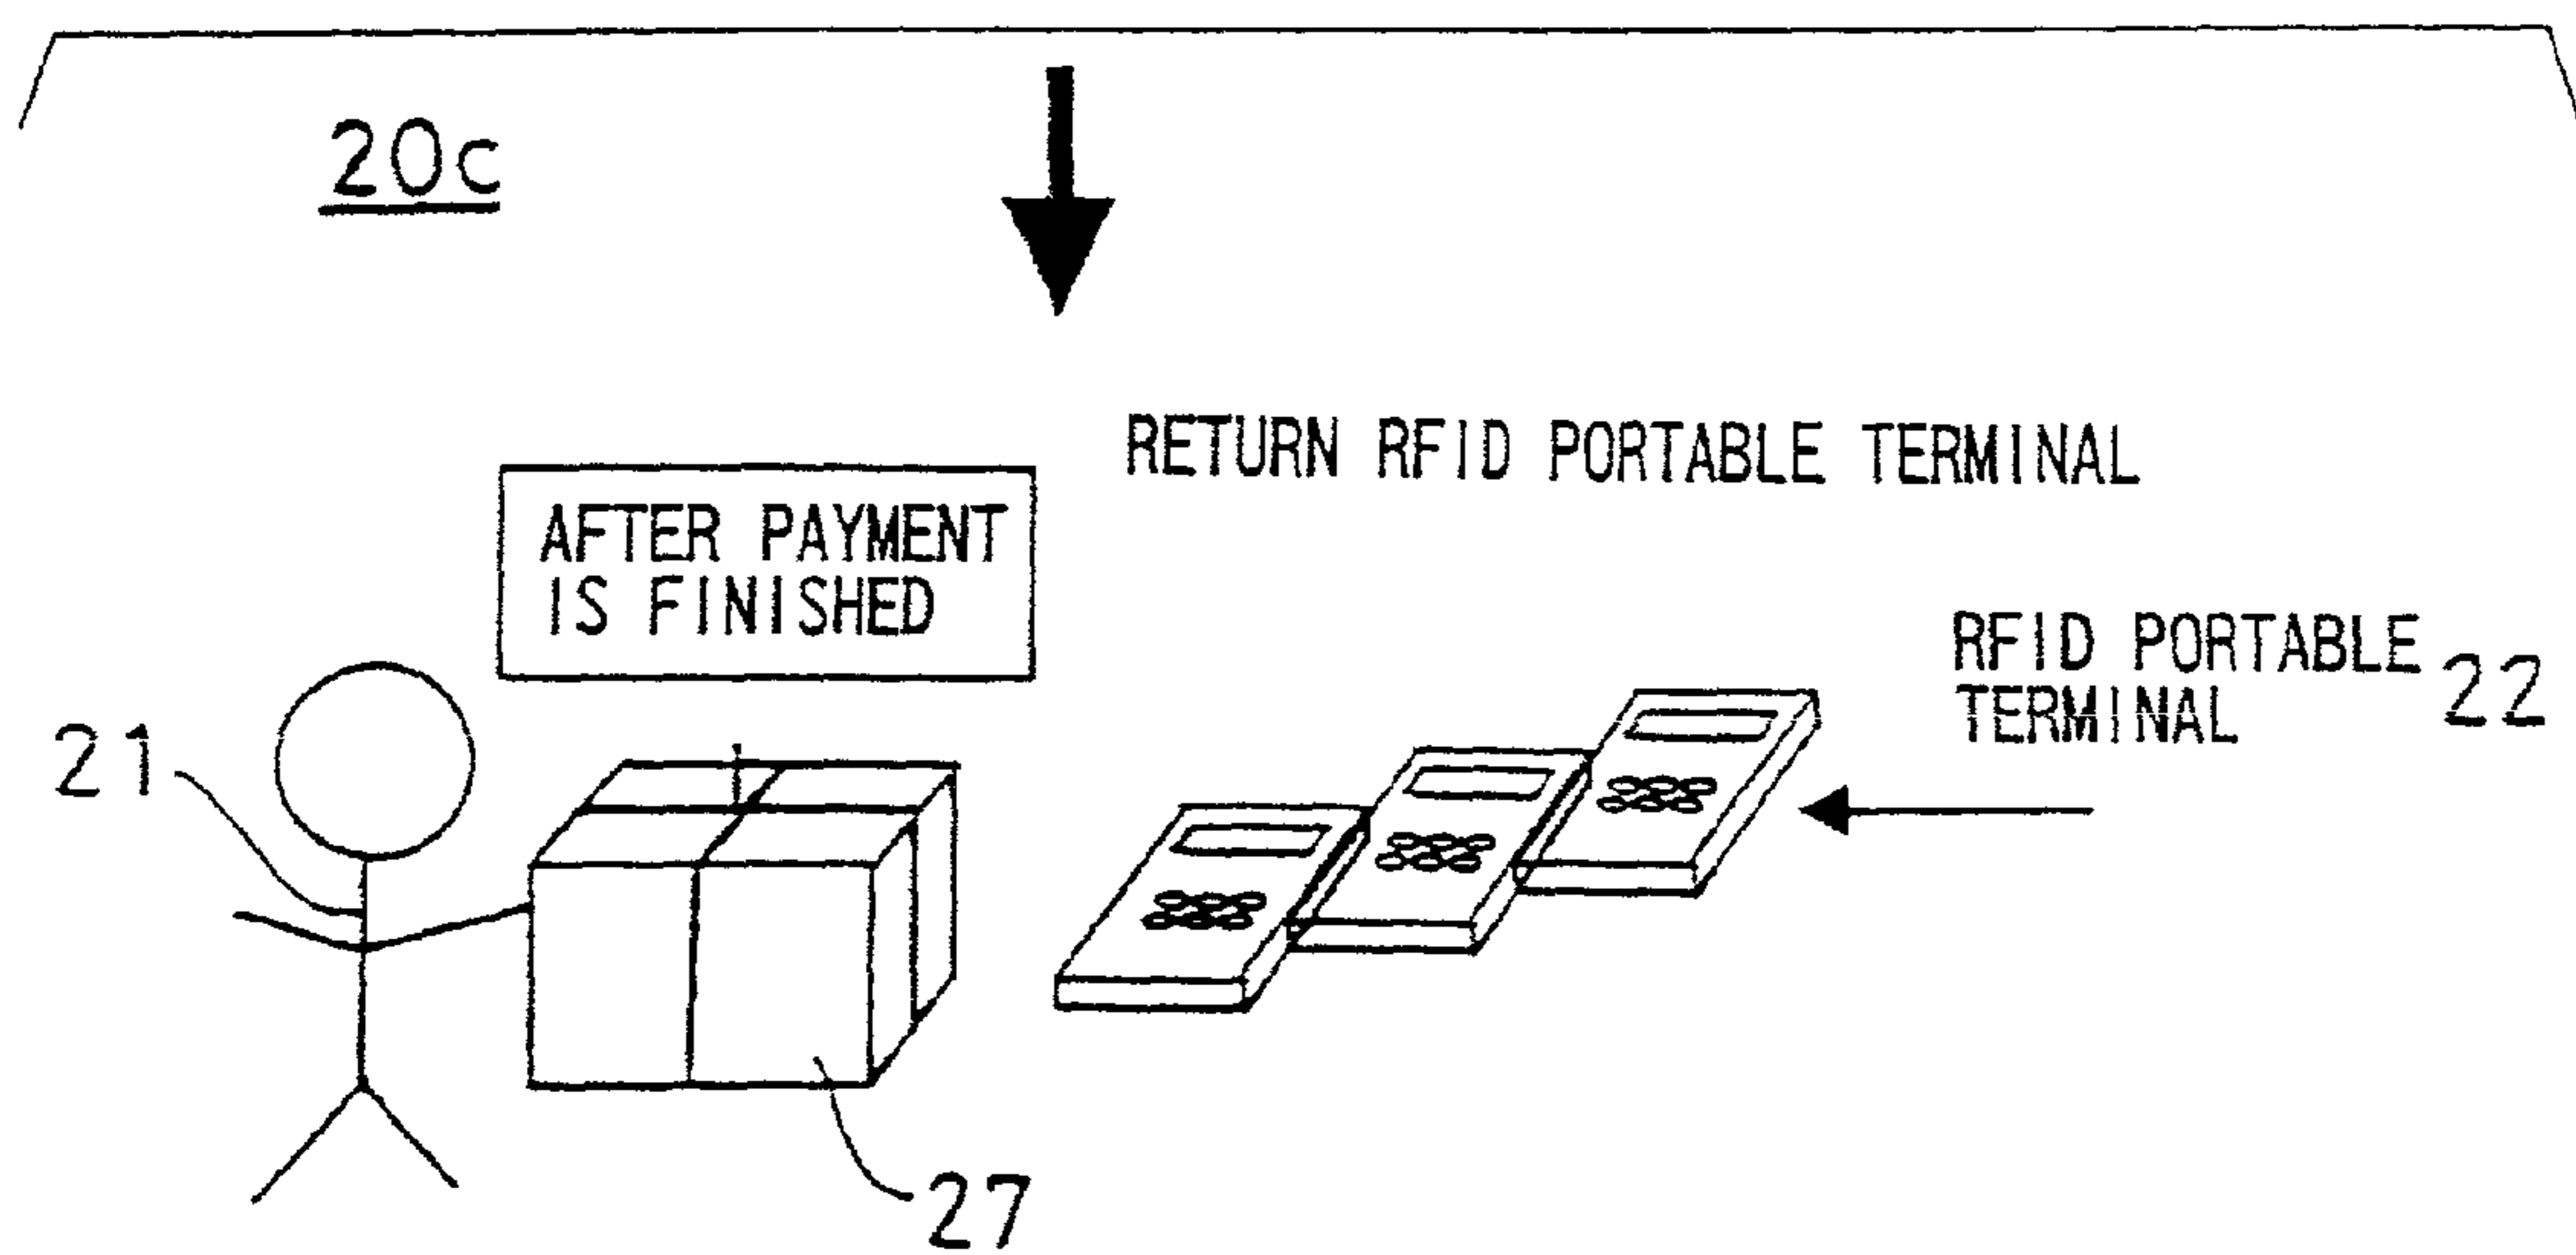 20c
RETURN RFID PORTABLE TERMINAL
AFTER PAYMENT
IS FINISHED
RFID PORTABLE
TERMINAL
22
21
27